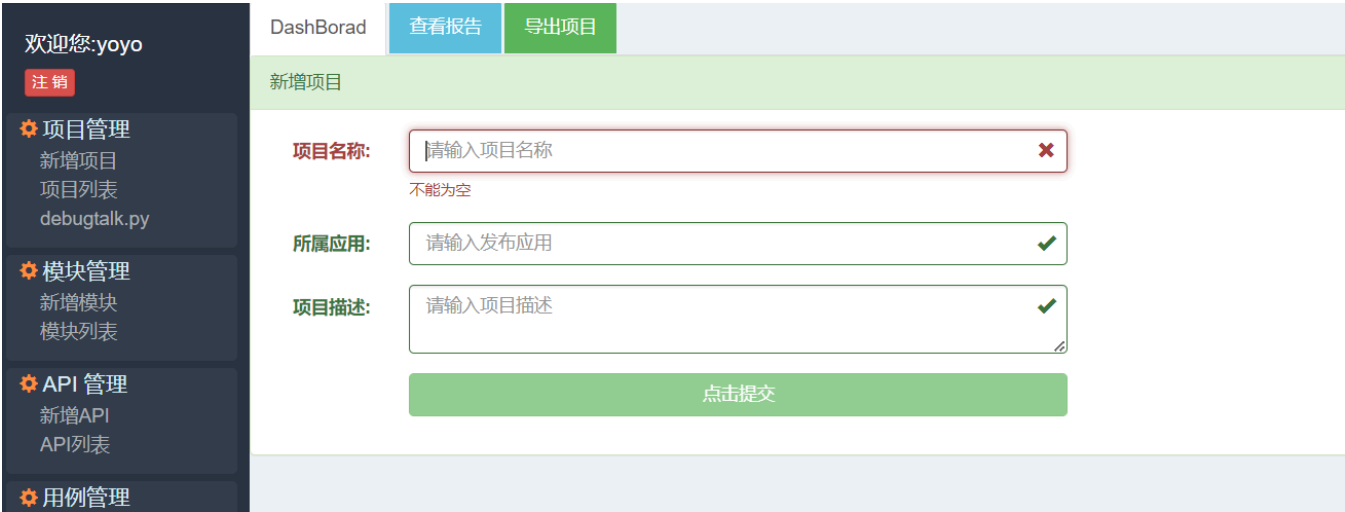 欢迎您:yoyo
注 销
项目管理
新增项目
项目列表
debugtalk.py
模块管理
新增模块
模块列表
API 管理
新增API
API列表
用例管理
DashBorad 查看报告 导出项目
新增项目
项目名称: 请输入项目名称
不能为空
所属应用: 请输入发布应用
项目描述: 请输入项目描述
点击提交